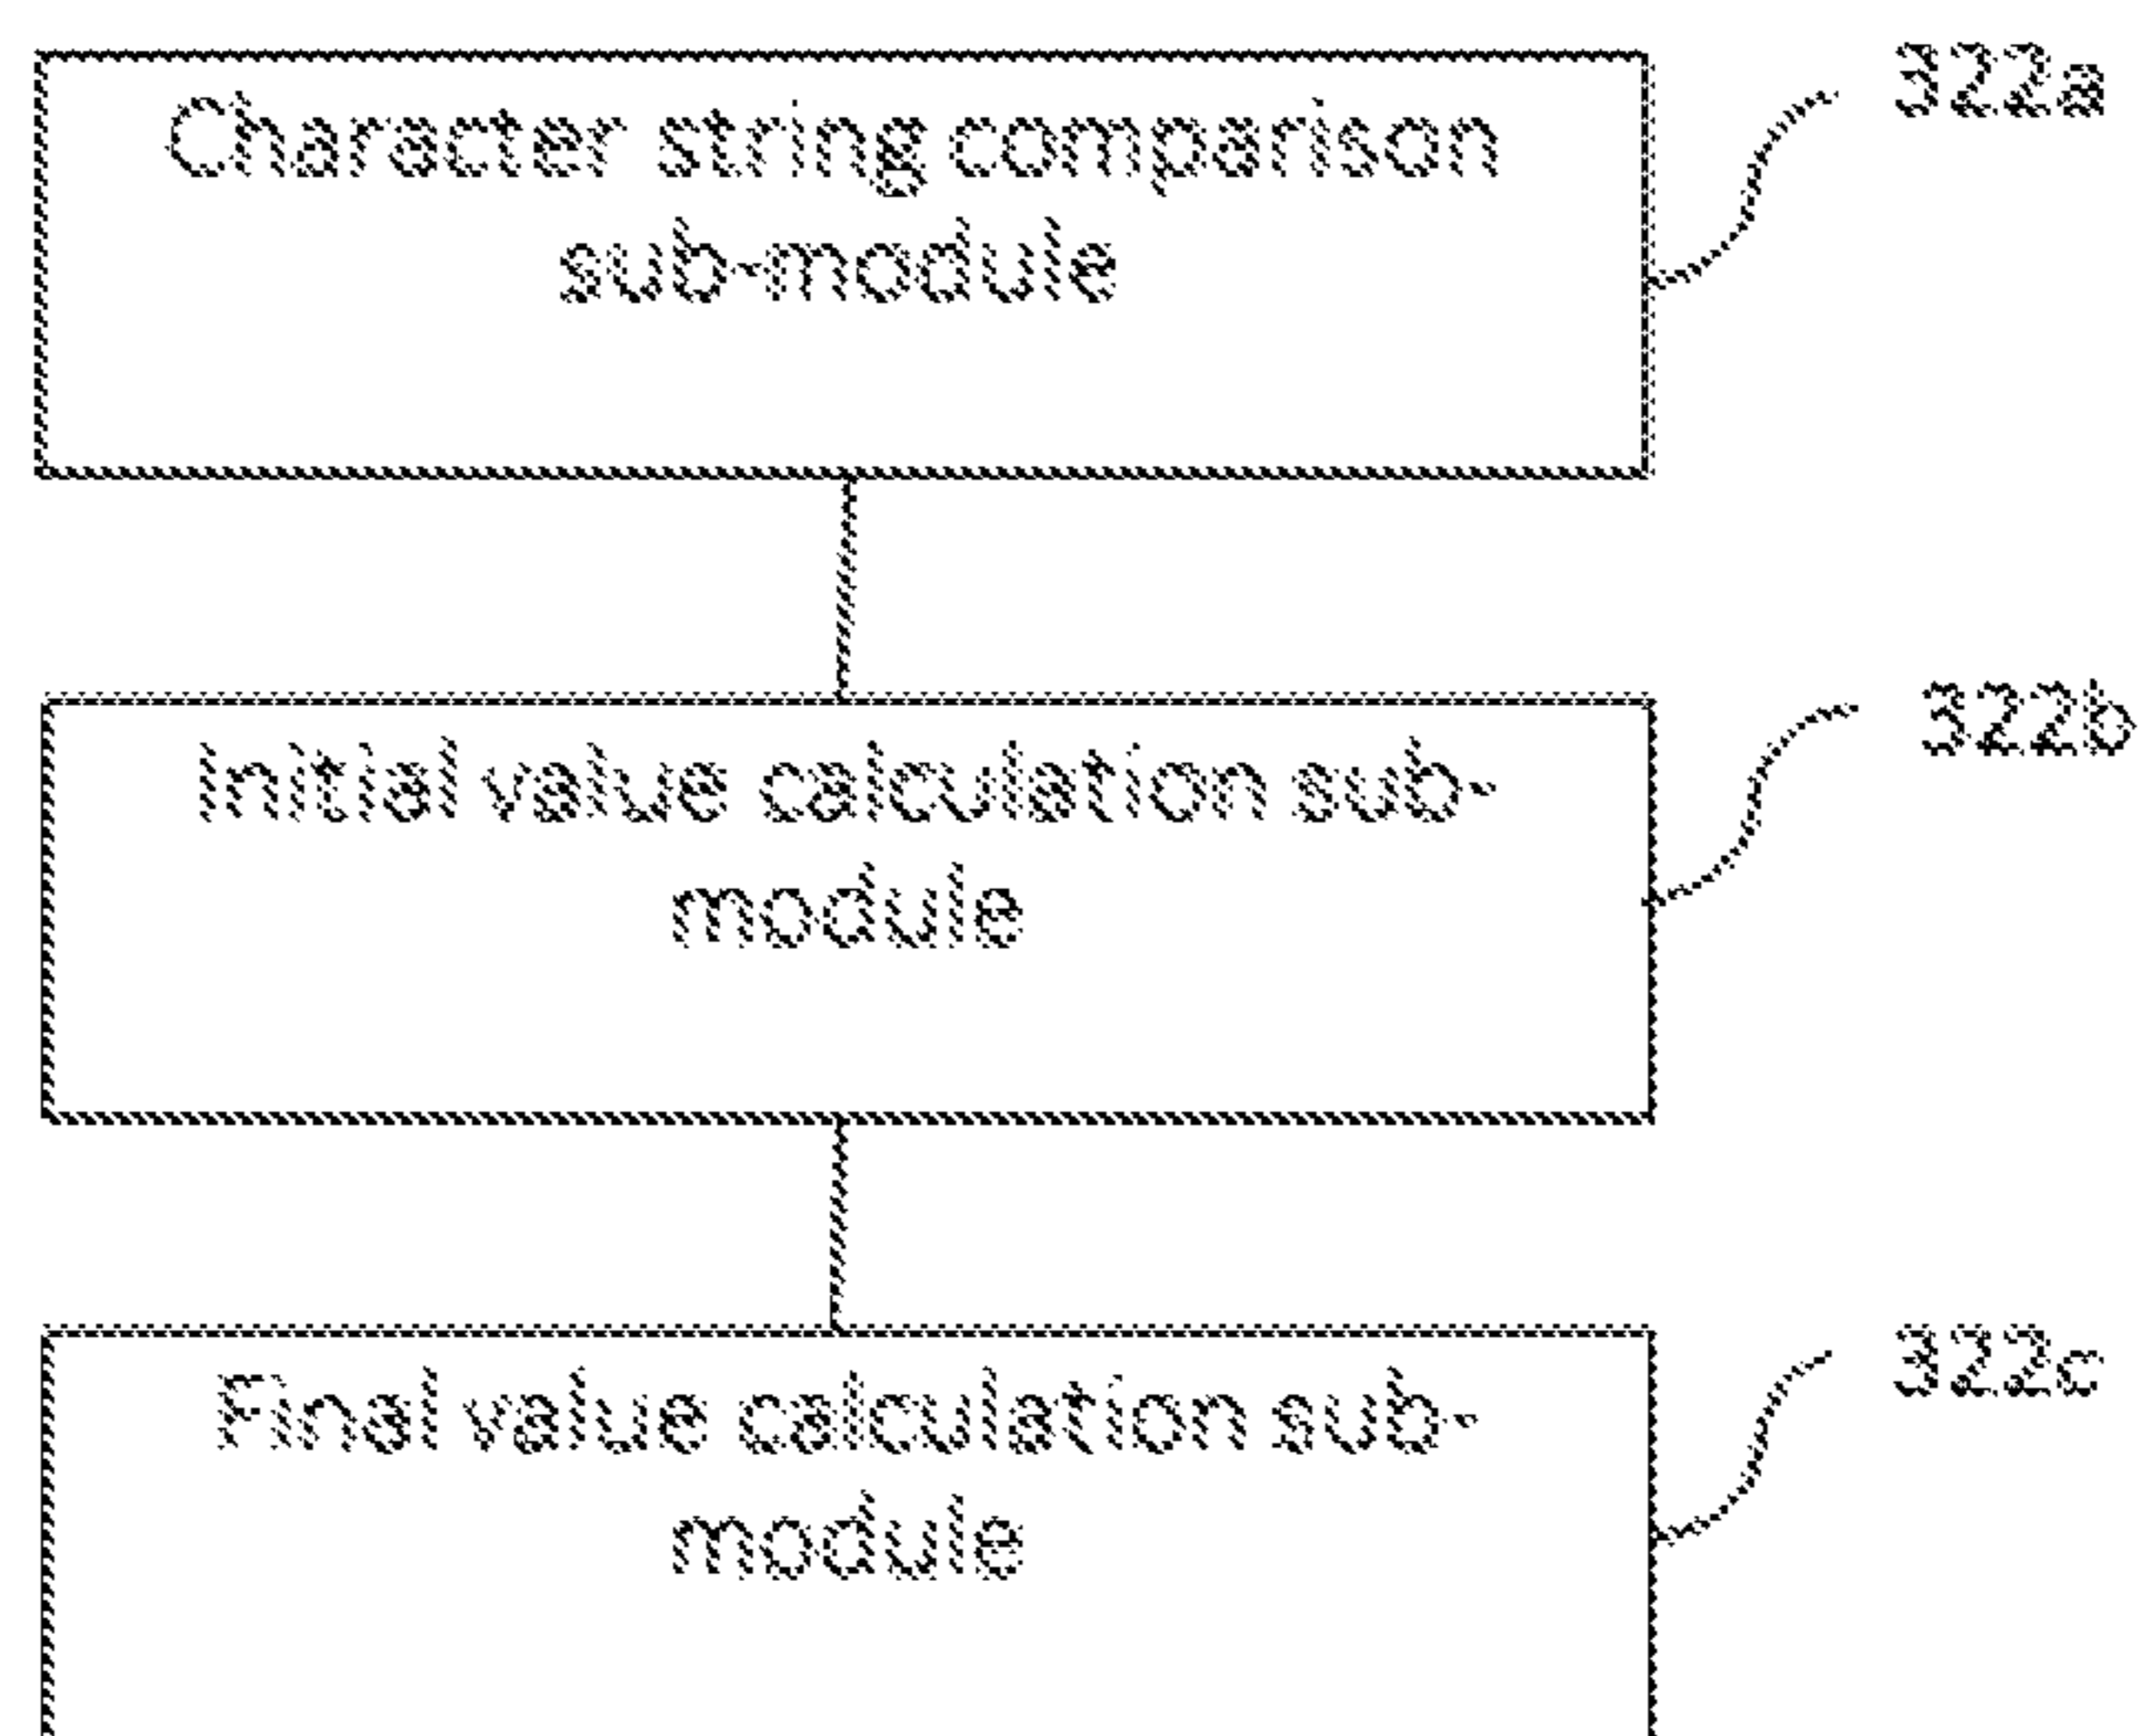 Character string comparison
sub-module
322a
Initial value calculation sub-
module
322b
Final value calculation sub-
module
322c